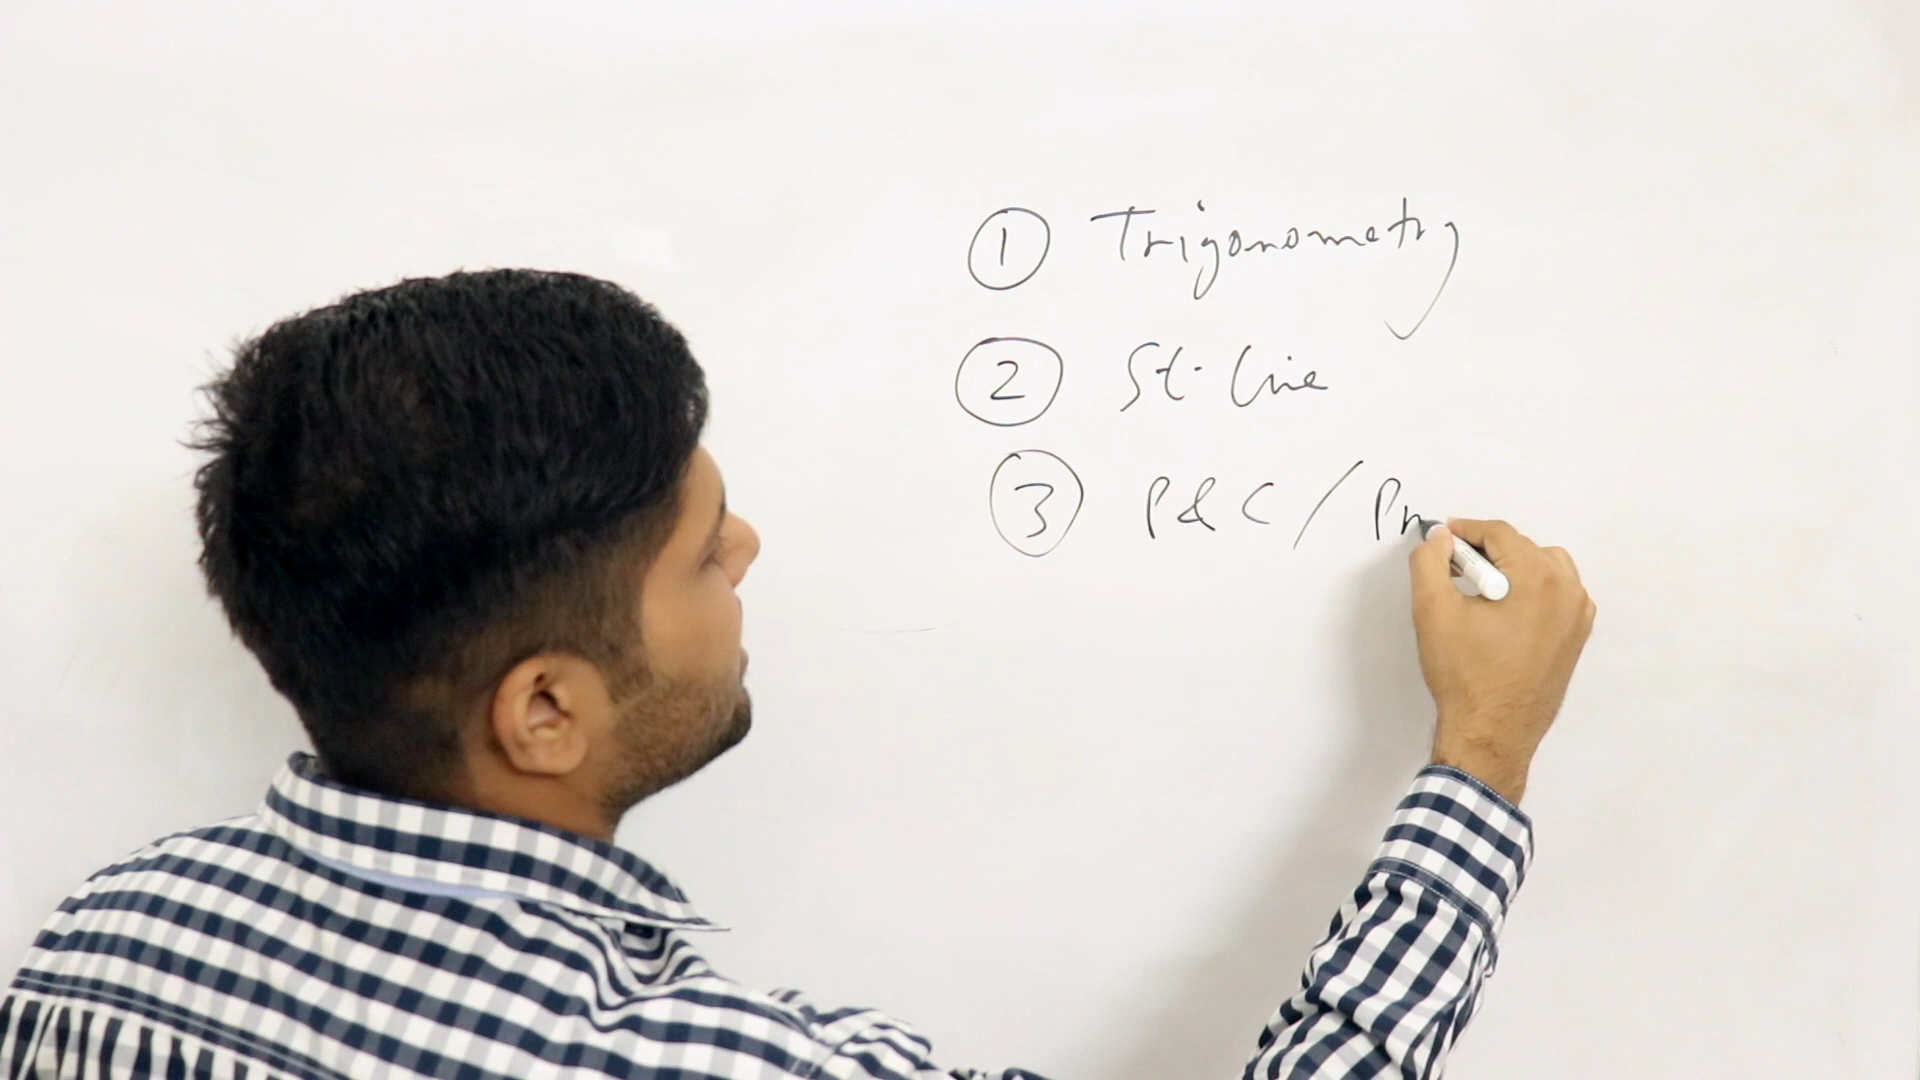 ① Trigonometry
② St. line
③ P & C / Pr